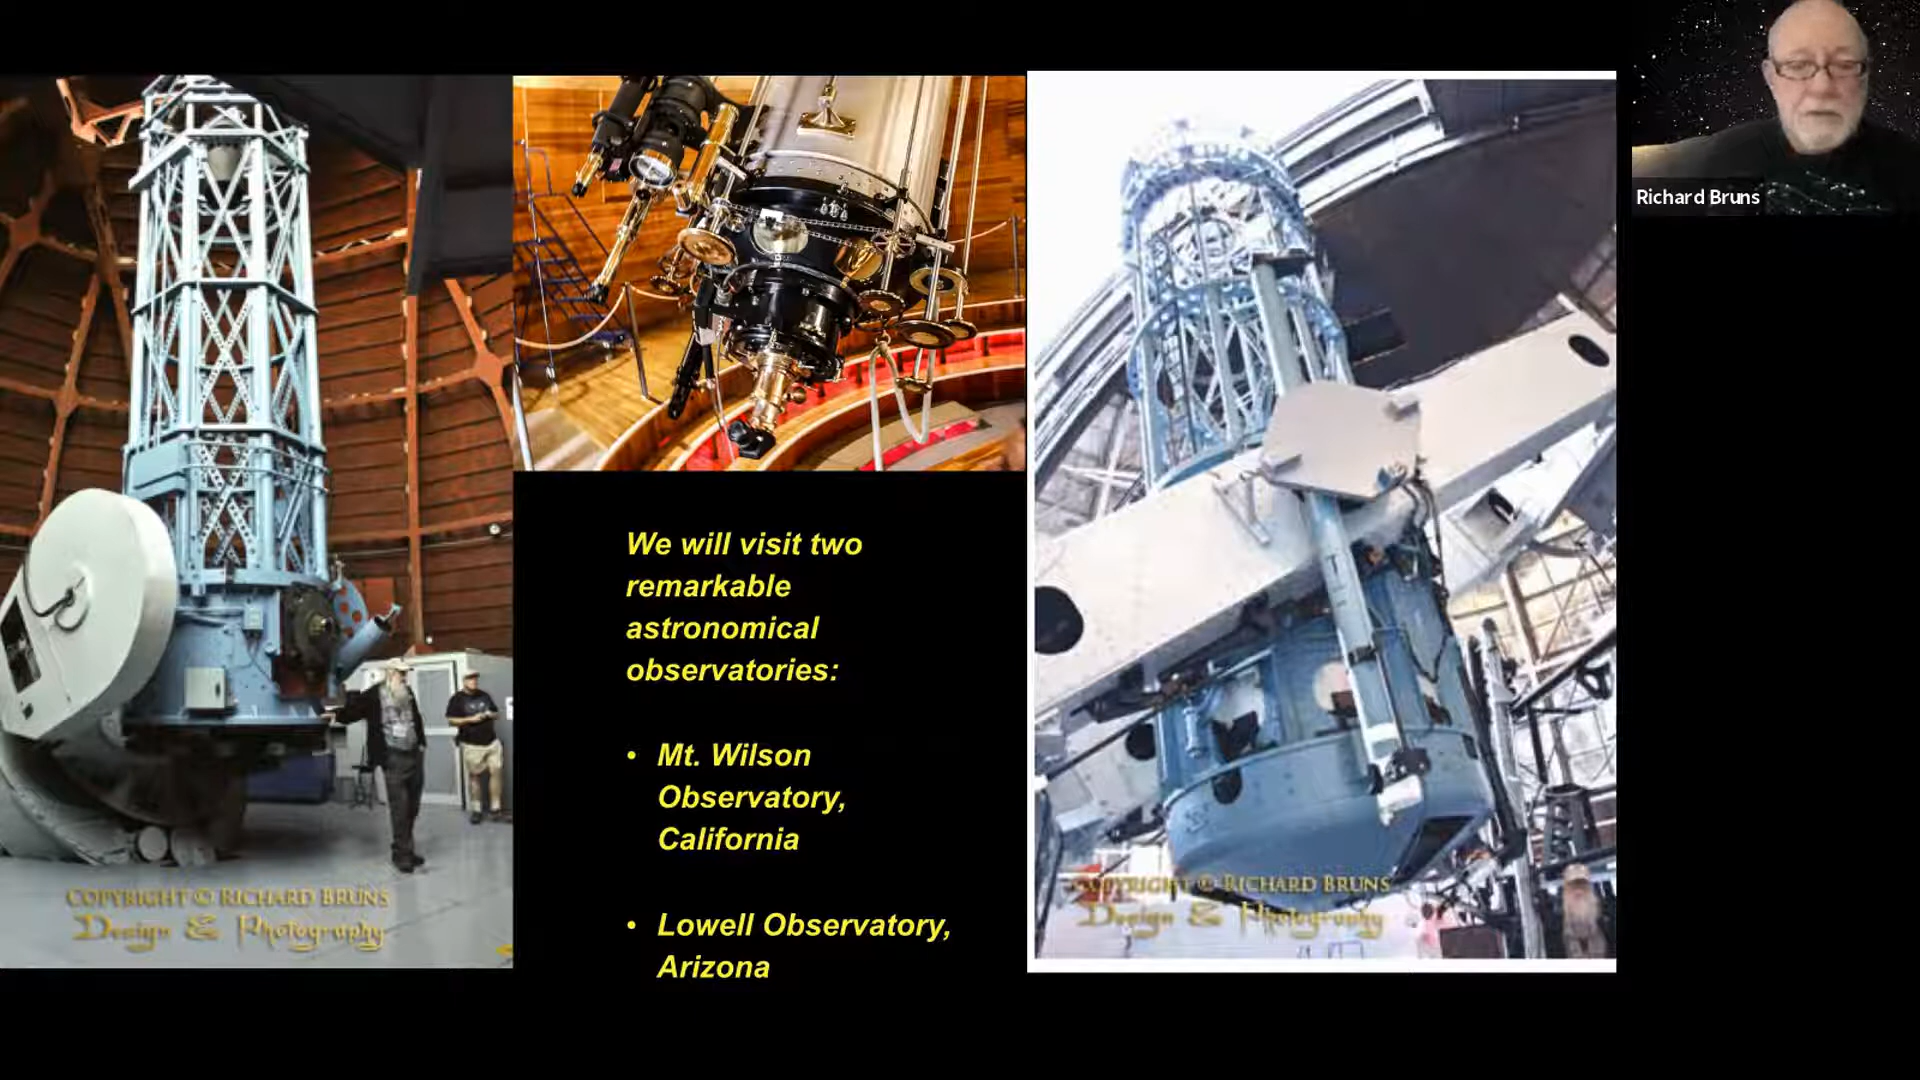 Richard Bruns
We will visit two
remarkable
astronomical
observatories:
• Mt. Wilson
Observatory,
California
• Lowell Observatory,
Arizona
COPYRIGHT © RICHARD BRUNS
Design & Photography
COPYRIGHT © RICHARD BRUNS
Design & Photography